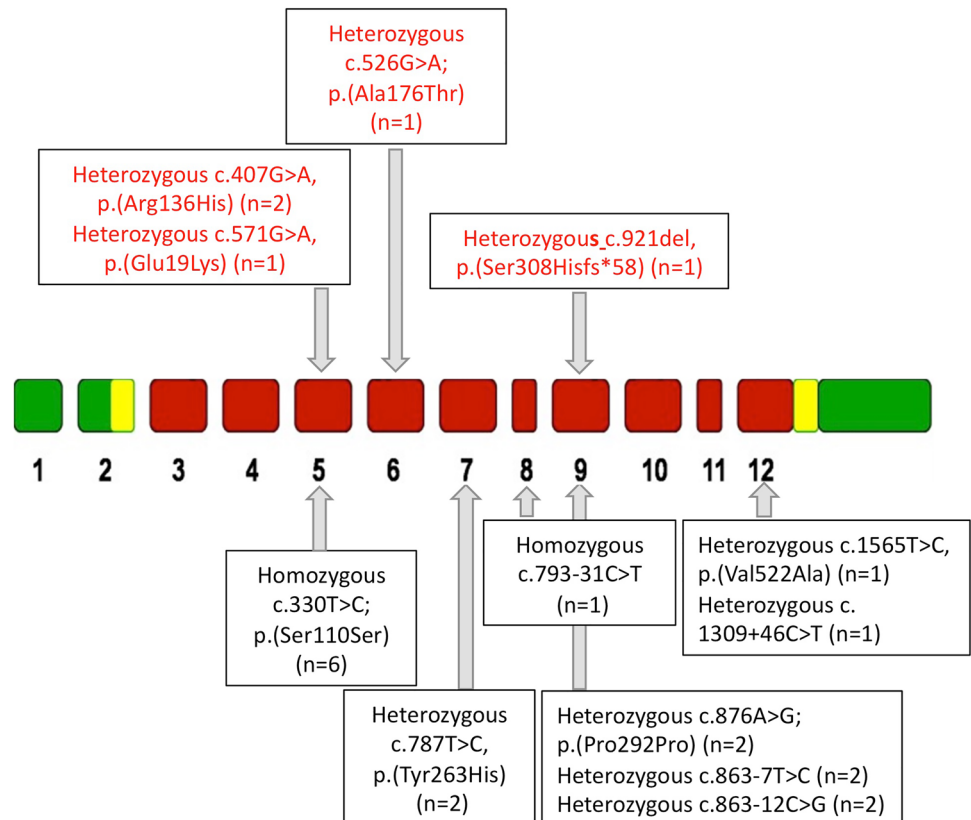 Heterozygous
c.526G>A;
p.(Ala176Thr)
(n=1)
Heterozygous c.407G>A,
p.(Arg136His) (n=2)
Heterozygous c.571G>A,
p.(Glu19Lys) (n=1)
Heterozygous_c.921del,
p.(Ser308Hisfs*58) (n=1)
1 2 3 4 5 6 7 8 9 10 11 12
Homozygous
c.330T>C;
p.(Ser110Ser)
(n=6)
Heterozygous
c.787T>C,
p.(Tyr263His)
(n=2)
Homozygous
c.793-31C>T
(n=1)
Heterozygous c.876A>G;
p.(Pro292Pro) (n=2)
Heterozygous c.863-7T>C (n=2)
Heterozygous c.863-12C>G (n=2)
Heterozygous c.1565T>C,
p.(Val522Ala) (n=1)
Heterozygous c.
1309+46C>T (n=1)